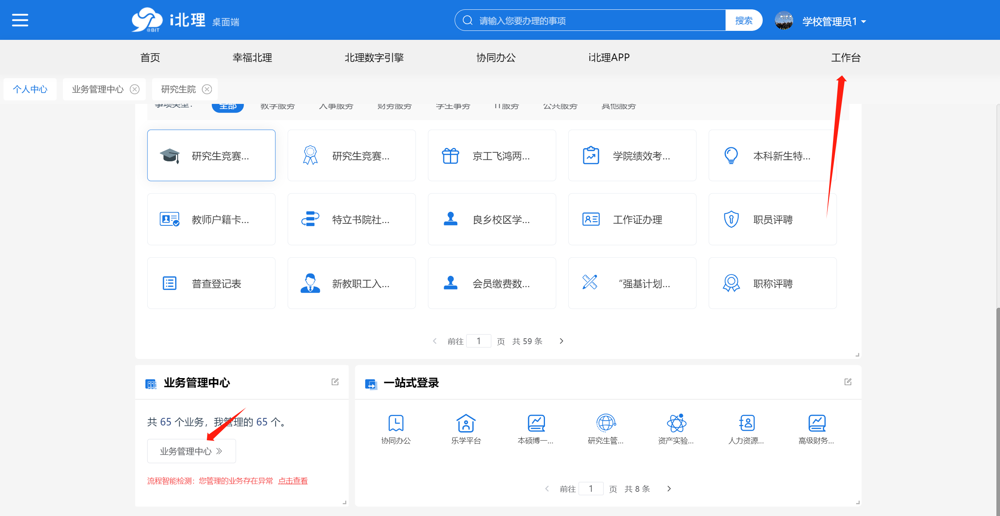 @BIT
i北理 桌面端
请输入您要办理的事项
搜索
学校管理员1
首页
幸福北理
北理数字引擎
协同办公
i北理APP
工作台
个人中心
业务管理中心
研究生院
事项类型:
全部
教学服务
人事服务
财务服务
学生事务
IT服务
公共服务
其他服务
研究生竞赛...
研究生竞赛...
京工飞鸿两...
学院绩效考...
本科新生特...
教师户籍卡...
特立书院社...
良乡校区学...
工作证办理
职员评聘
普查登记表
新教职工入...
会员缴费数...
“强基计划...
职称评聘
前往 1 页 共 59 条
业务管理中心
共 65 个业务，我管理的 65 个。
业务管理中心
流程智能检测：您管理的业务存在异常 点击查看
一站式登录
协同办公
乐学平台
本硕博一...
研究生管...
资产实验...
人力资源...
高级财务...
前往 1 页 共 8 条